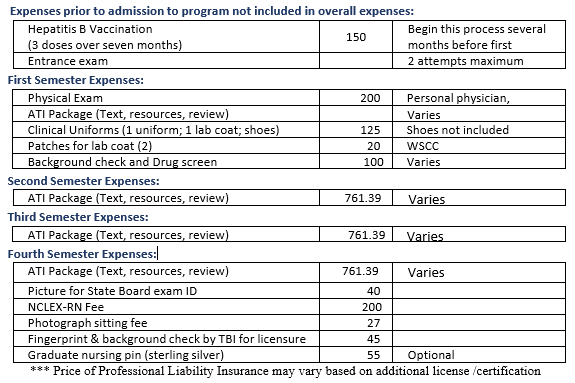 Expenses prior to admission to program not included in overall expenses:
Hepatitis B Vaccination
(3 doses over seven months) 150 Begin this process several
months before first
Entrance exam 2 attempts maximum
First Semester Expenses:
Physical Exam 200 Personal physician,
ATI Package (Text, resources, review) Varies
Clinical Uniforms (1 uniform; 1 lab coat; shoes) 125 Shoes not included
Patches for lab coat (2) 20 WSCC
Background check and Drug screen 100 Varies
Second Semester Expenses:
ATI Package (Text, resources, review) 761.39 Varies
Third Semester Expenses:
ATI Package (Text, resources, review) 761.39 Varies
Fourth Semester Expenses:
ATI Package (Text, resources, review) 761.39 Varies
Picture for State Board exam ID 40
NCLEX-RN Fee 200
Photograph sitting fee 27
Fingerprint & background check by TBI for licensure 45
Graduate nursing pin (sterling silver) 55 Optional
*** Price of Professional Liability Insurance may vary based on additional license /certification